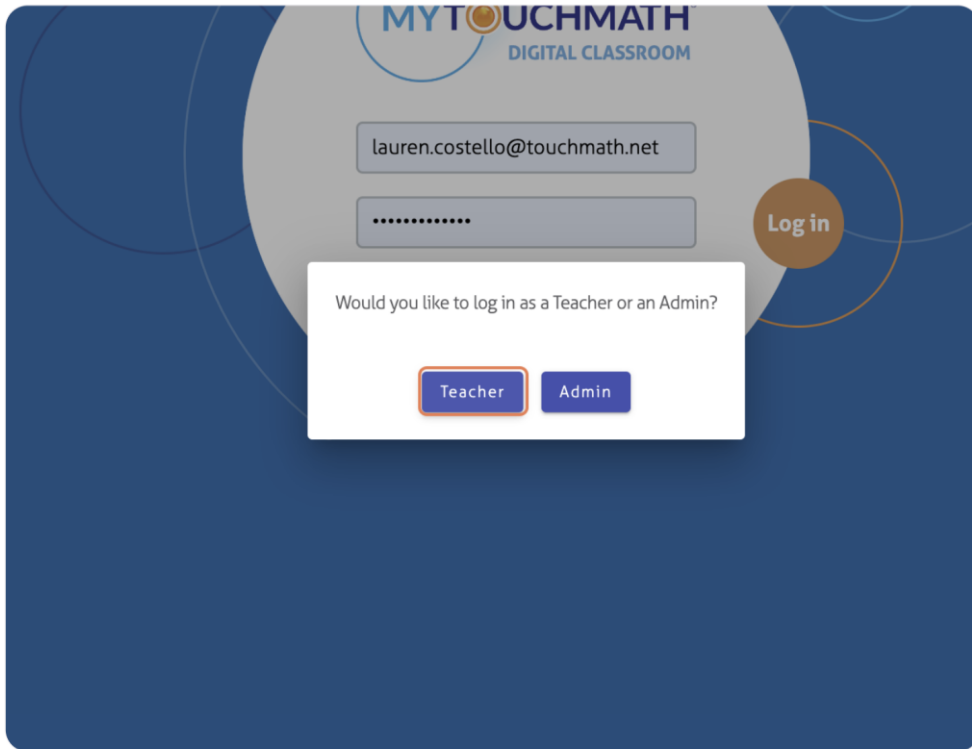 MYTOUCHMATH
DIGITAL CLASSROOM
lauren.costello@touchmath.net
•••••••••••••
Log in
Would you like to log in as a Teacher or an Admin?
Teacher Admin